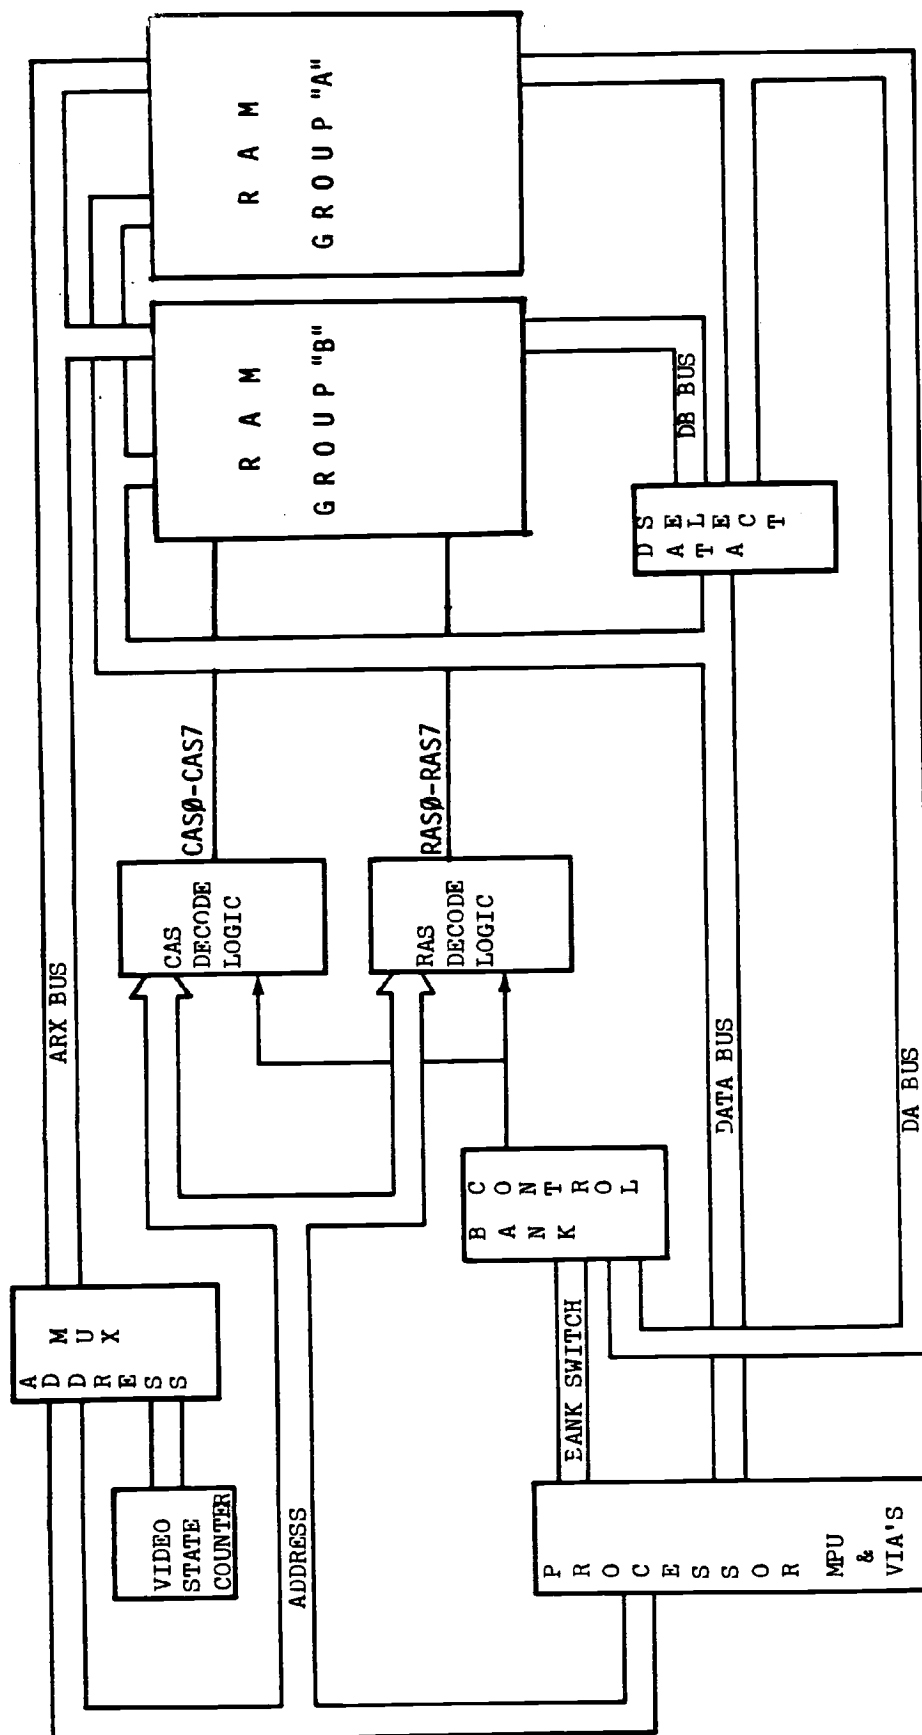 ADDRESS
MUX
VIDEO
STATE
COUNTER
ARX BUS
ADDRESS
CAS
DECODE
LOGIC
CASØ-CAS7
RAS
DECODE
LOGIC
RASØ-RAS7
RAM
GROUP "B"
RAM
GROUP "A"
PROCESSOR
MPU
&
VIA'S
EANK SWITCH
BANK
CONTROL
DATA BUS
DATA
SELECT
DB BUS
DA BUS